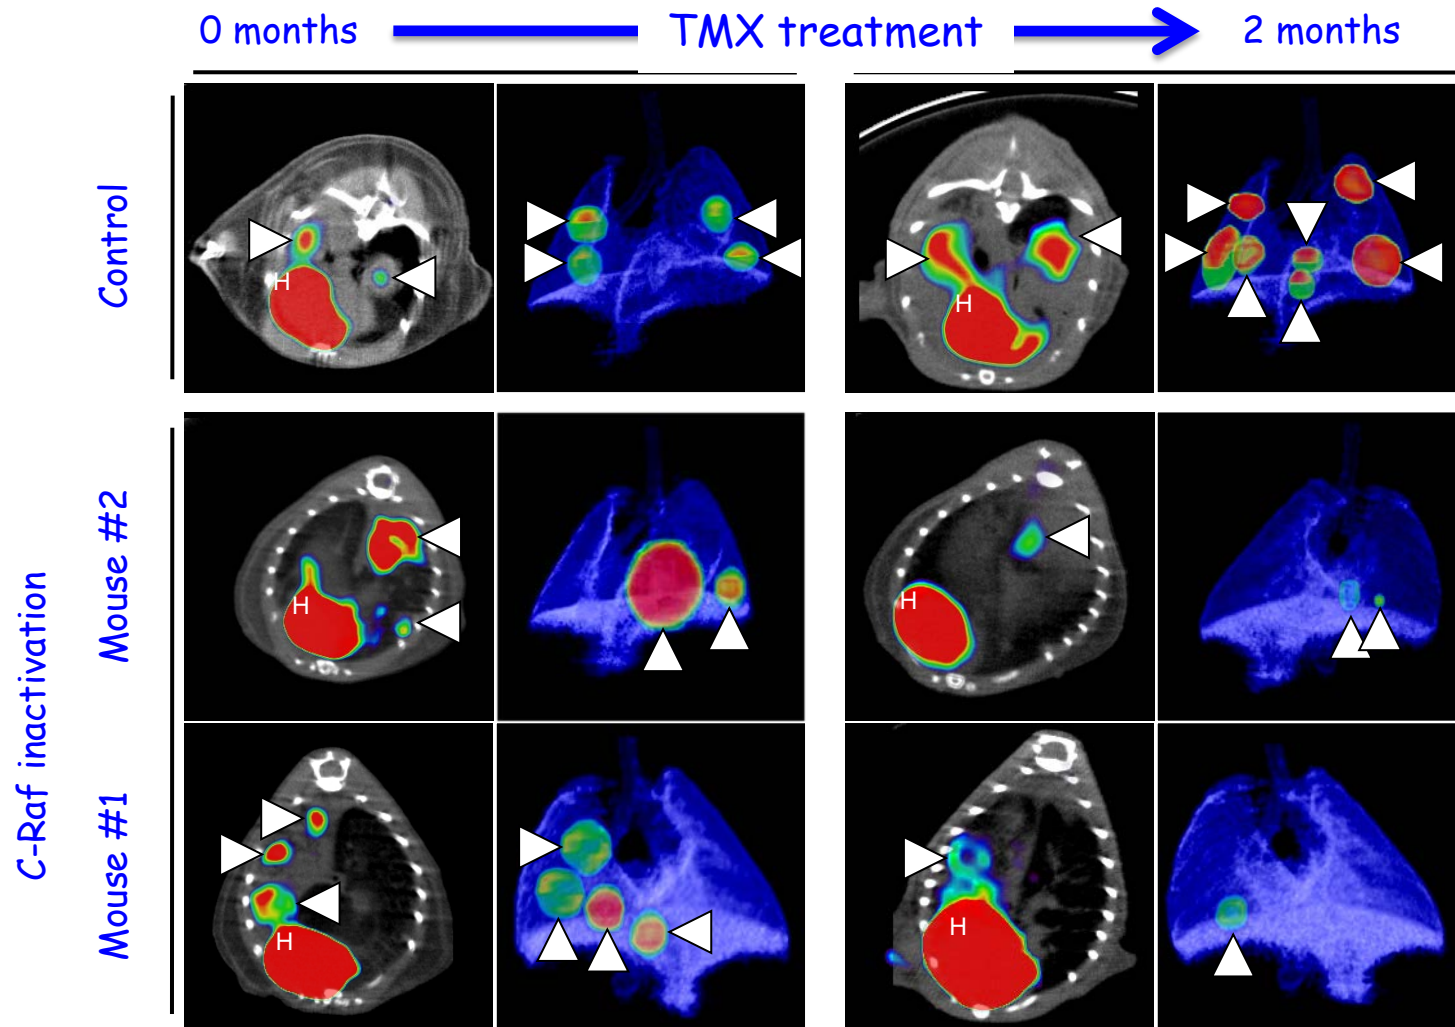 0 months
TMX treatment
2 months
Control
H
H
C-Raf inactivation
Mouse #2
H
H
Mouse #1
H
H